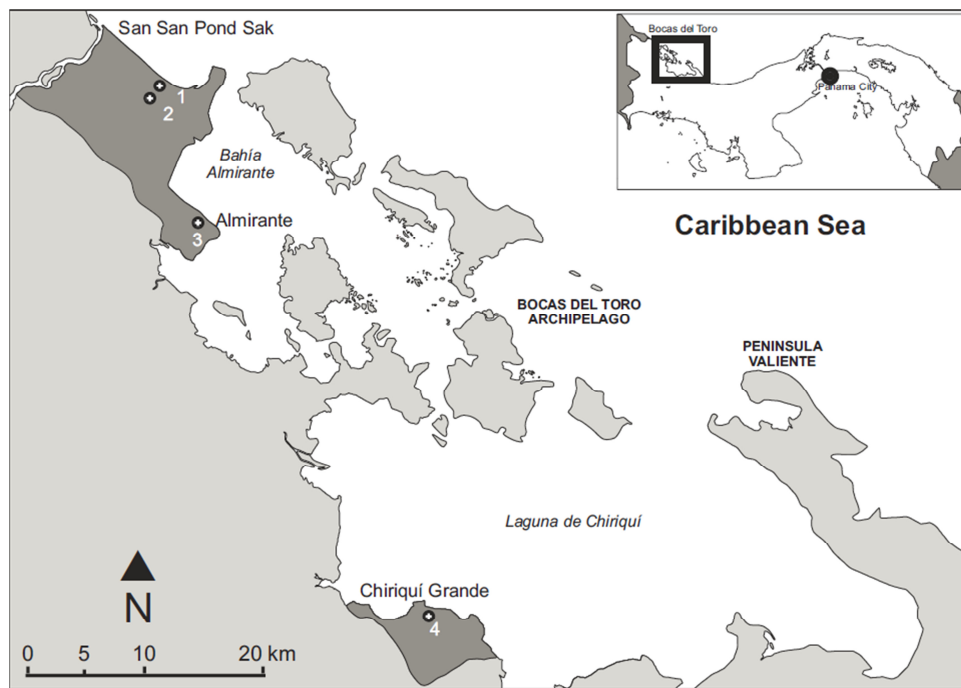 San San Pond Sak
Bocas del Toro
Panama City
1
2
Bahía
Almirante
Caribbean Sea
Almirante
3
BOCAS DEL TORO
ARCHIPELAGO
PENINSULA
VALIENTE
Laguna de Chiriquí
Chiriquí Grande
4
N
0 5 10 20 km